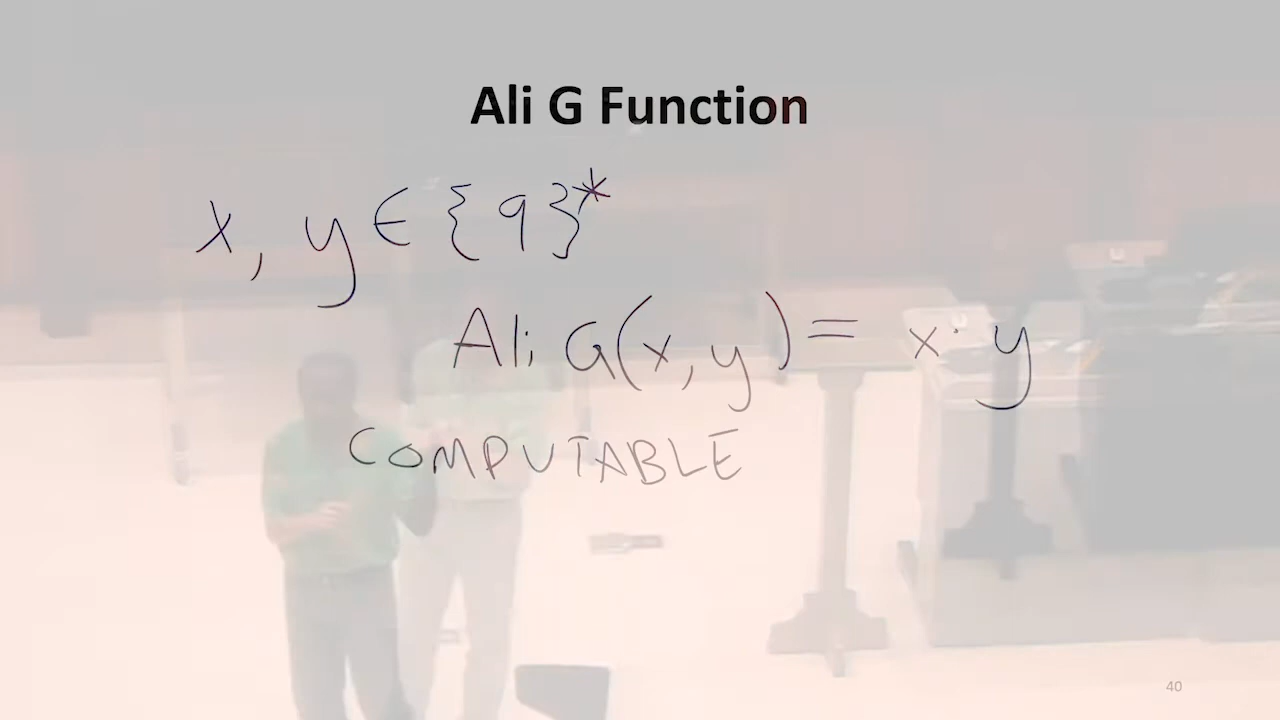 Ali G Function
x, y ∈ {9}*
Ali G(x, y) = x · y
COMPUTABLE
40